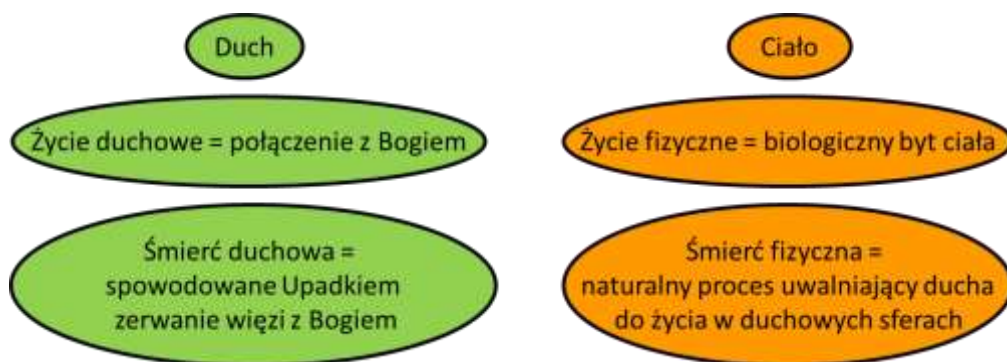 Duch
Życie duchowe = połączenie z Bogiem
Śmierć duchowa =
spowodowane Upadkiem
zerwanie więzi z Bogiem
Ciało
Życie fizyczne = biologiczny byt ciała
Śmierć fizyczna =
naturalny proces uwalniający ducha
do życia w duchowych sferach